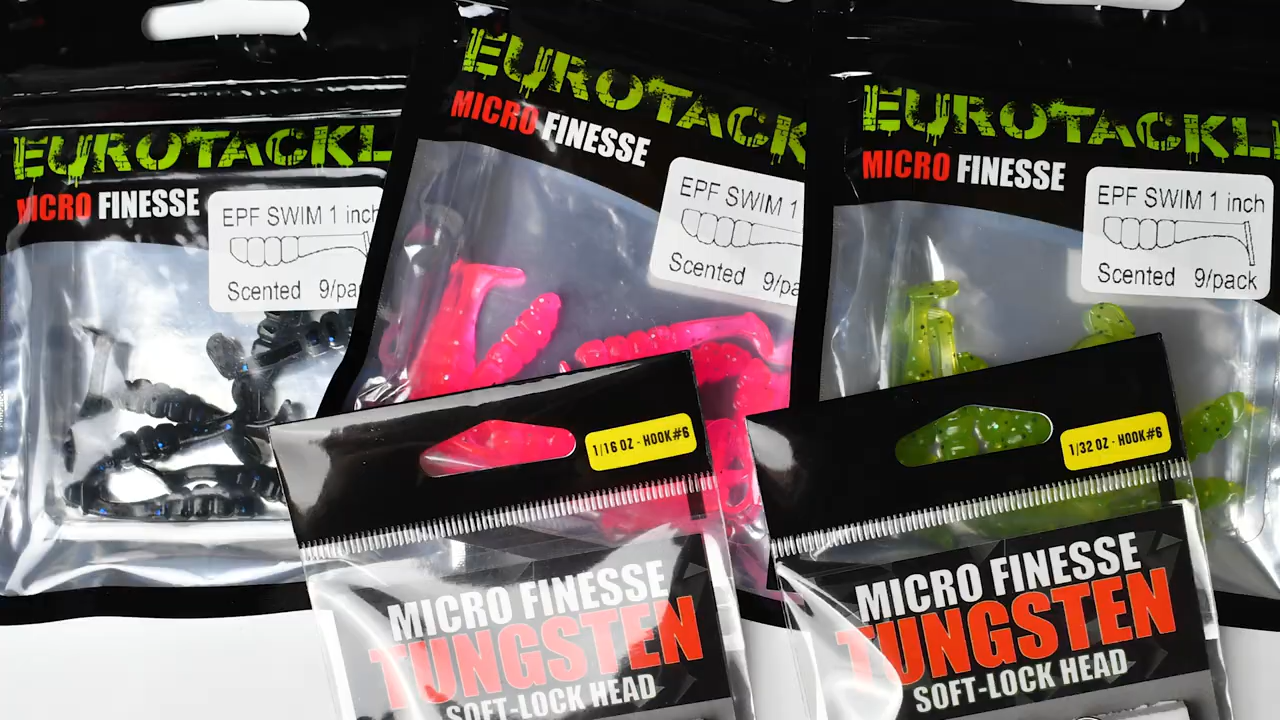 EUROTACKL
MICRO FINESSE
EPF SWIM 1 inch
Scented 9/pa
EUROTACK
MICRO FINESSE
EPF SWIM 1
Scented 9/pa
EUROTACKL
MICRO FINESSE
EPF SWIM 1 inch
Scented 9/pack
1/16 OZ - HOOK#6
MICRO FINESSE
TUNGSTEN
SOFT-LOCK HEAD
1/32 OZ - HOOK#6
MICRO FINESSE
TUNGSTEN
SOFT-LOCK HEAD